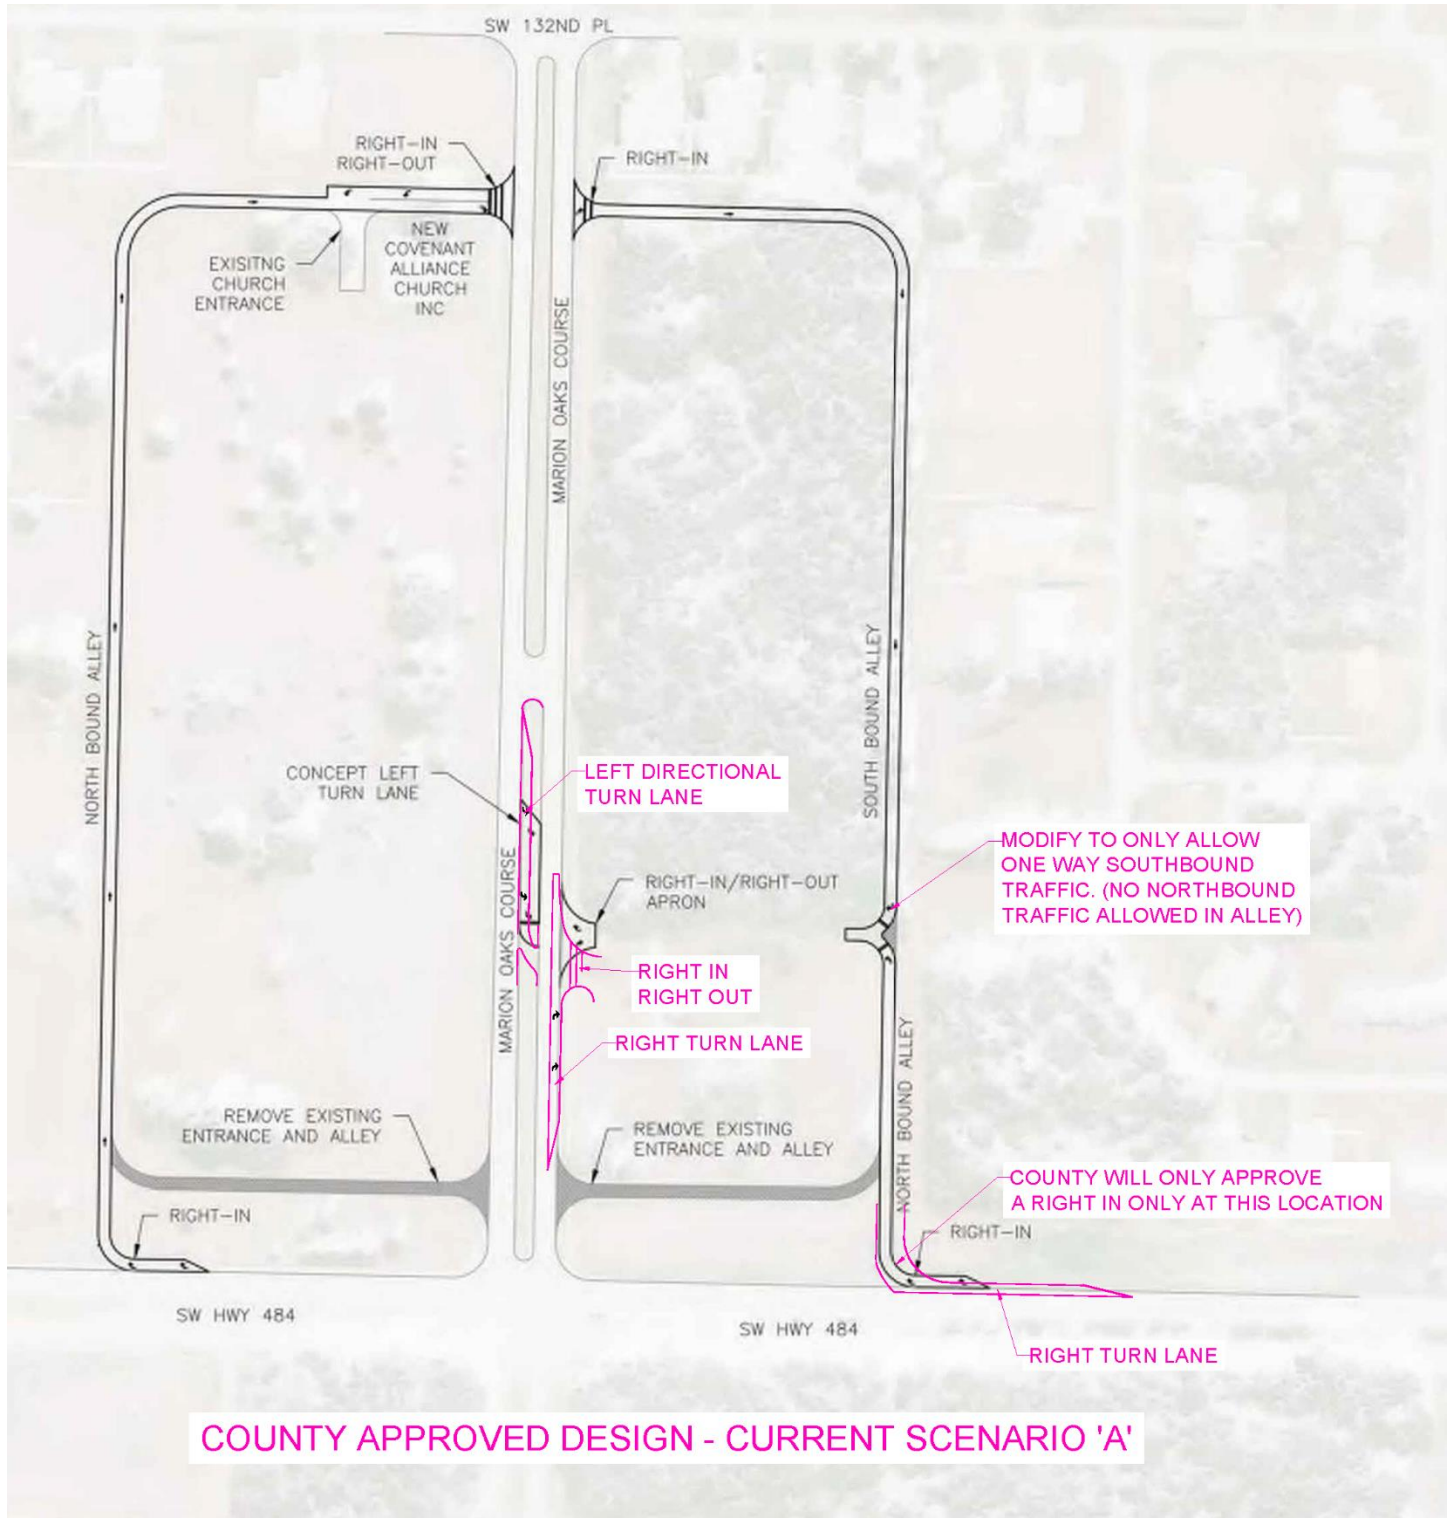 SW 132ND PL
RIGHT-IN
RIGHT-OUT
RIGHT-IN
NEW
COVENANT
ALLIANCE
CHURCH
INC
EXISITNG
CHURCH
ENTRANCE
MARION OAKS COURSE
NORTH BOUND ALLEY
SOUTH BOUND ALLEY
CONCEPT LEFT
TURN LANE
LEFT DIRECTIONAL
TURN LANE
MARION OAKS COURSE
RIGHT-IN/RIGHT-OUT
APRON
MODIFY TO ONLY ALLOW
ONE WAY SOUTHBOUND
TRAFFIC. (NO NORTHBOUND
TRAFFIC ALLOWED IN ALLEY)
RIGHT IN
RIGHT OUT
RIGHT TURN LANE
NORTH BOUND ALLEY
REMOVE EXISTING
ENTRANCE AND ALLEY
REMOVE EXISTING
ENTRANCE AND ALLEY
COUNTY WILL ONLY APPROVE
A RIGHT IN ONLY AT THIS LOCATION
RIGHT-IN
RIGHT-IN
SW HWY 484
SW HWY 484
RIGHT TURN LANE
COUNTY APPROVED DESIGN - CURRENT SCENARIO 'A'